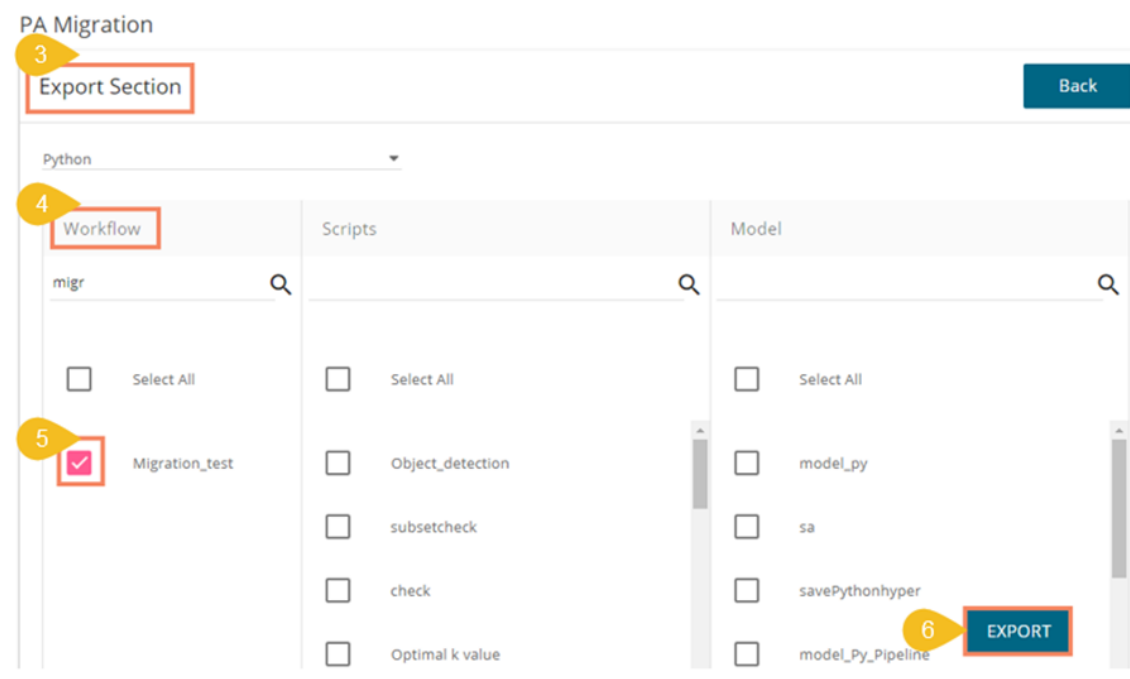 PA Migration
3
Export Section
Back
Python
4
Workflow
Scripts
Model
migr
Select All
Select All
Select All
5
Migration_test
Object_detection
model_py
subsetcheck
sa
check
savePythonhyper
6
EXPORT
Optimal k value
model_Py_Pipeline